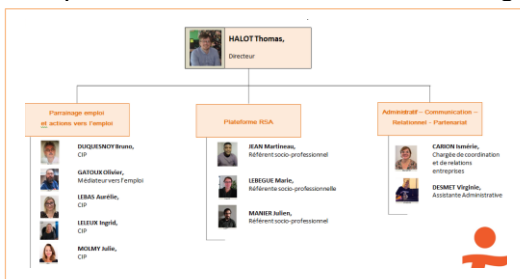 HALOT Thomas,
Directeur
Parrainage emploi
et actions vers l'emploi
DUQUESNOY Bruno,
CIP
GATOUX Olivier,
Médiateur vers l'emploi
LEBAS Aurélie,
CIP
LELEUX Ingrid,
CIP
MOLMY Julie,
CIP
Plateforme RSA
JEAN Martineau,
Référent socio-professionnel
LEBEGUE Marie,
Référente socio-professionnelle
MANIER Julien,
Référent socio-professionnel
Administratif – Communication –
Relationnel - Partenariat
CARION Ismérie,
Chargée de coordination
et de relations
entreprises
DESMET Virginie,
Assistante Administrative